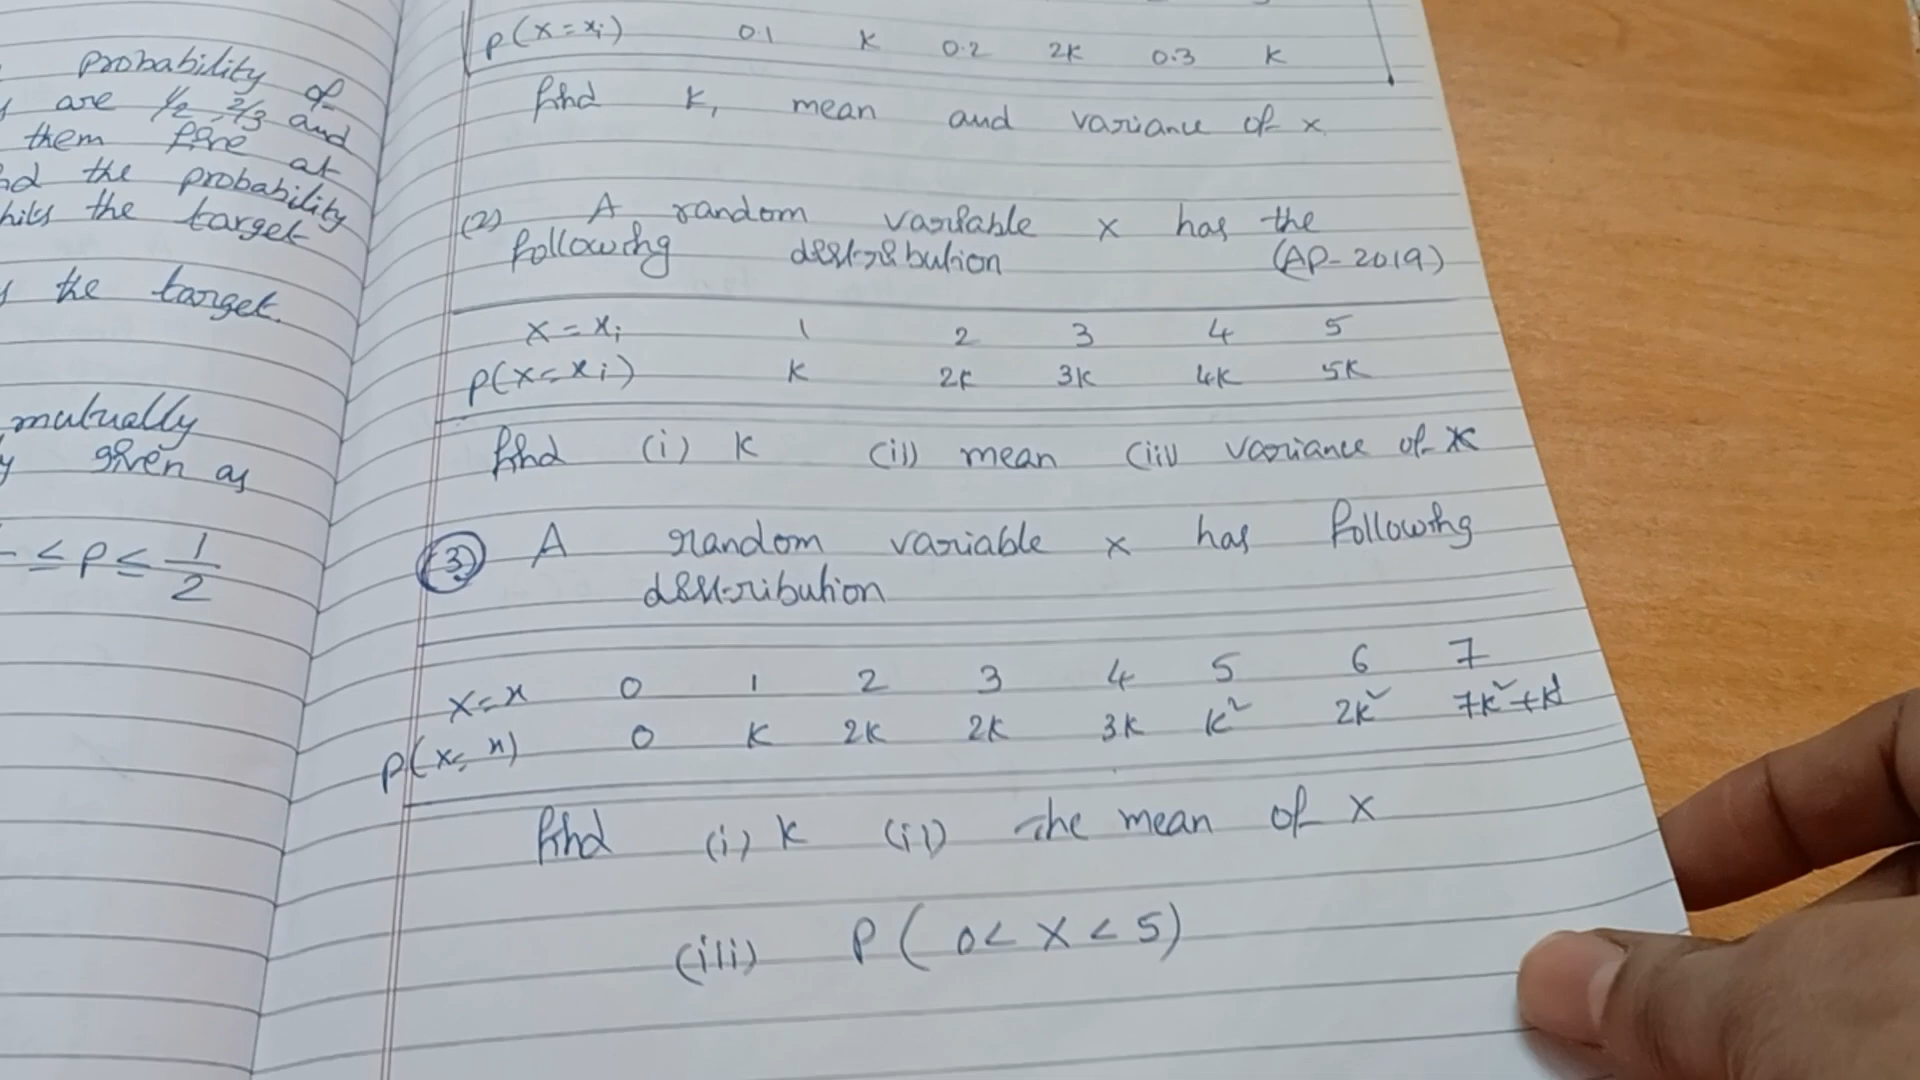 probability of
are 1/2, 2/3 and
them fire at
the probability
hits the target
the target.
mutually
given as
≤ P ≤ 1/2
P(X=xi) 0.1 K 0.2 2K 0.3 K
find K, mean and variance of x.
(2) A random variable x has the
following distribution (AP-2019)
X=xi 1 2 3 4 5
P(X=xi) K 2K 3K 4K 5K
find (i) K (ii) mean (iii) variance of X
(3) A random variable x has following
distribution
X=x 0 1 2 3 4 5 6 7
P(X=x) 0 K 2K 2K 3K K² 2K² 7K²+K
find (i) K (ii) The mean of X
(iii) P(0<X<5)